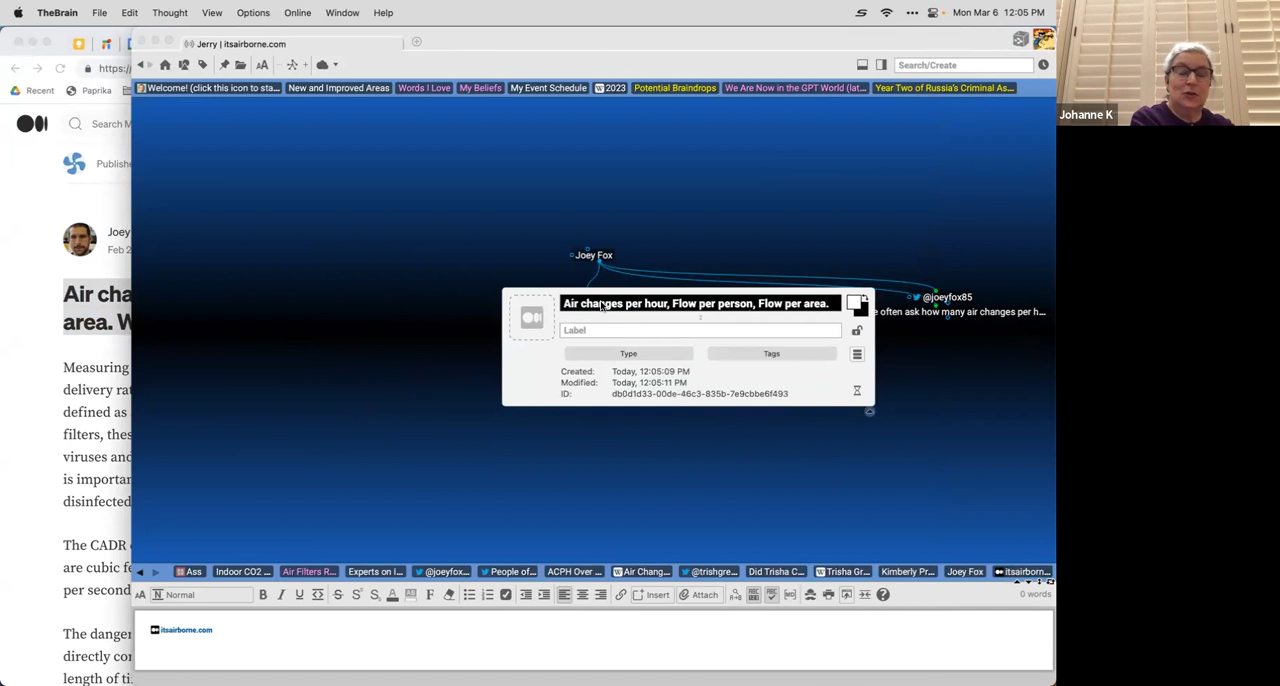 TheBrain File Edit Thought View Options Online Window Help Mon Mar 6 12:05 PM
Jerry | itsairborne.com
https:/
Search/Create
Recent Paprika
Welcome! (click this icon to sta... New and Improved Areas Words I Love My Beliefs My Event Schedule 2023 Potential Braindrops We Are Now in the GPT World (lat... Year Two of Russia's Criminal As...
Johanne K
Search M
Publishe
Joey
Feb 2
Joey Fox
@joeyfox85
e often ask how many air changes per h...
Air changes per hour, Flow per person, Flow per area.
Label
Type Tags
Created: Today, 12:05:09 PM
Modified: Today, 12:05:11 PM
ID: db0d1d33-00de-46c3-835b-7e9cbbe6f493
Air cha
area. W
Measuring
delivery rat
defined as
filters, thes
viruses and
is importan
disinfected
The CADR
are cubic fe
per second
The danger
directly con
length of ti
Ass Indoor CO2 ... Air Filters R... Experts on I... @joeyfox... People of... ACPH Over ... Air Chang... @trishgre... Did Trisha C... Trisha Gr... Kimberly Pr... Joey Fox itsairborn...
Normal Insert Attach 0 words
itsairborne.com